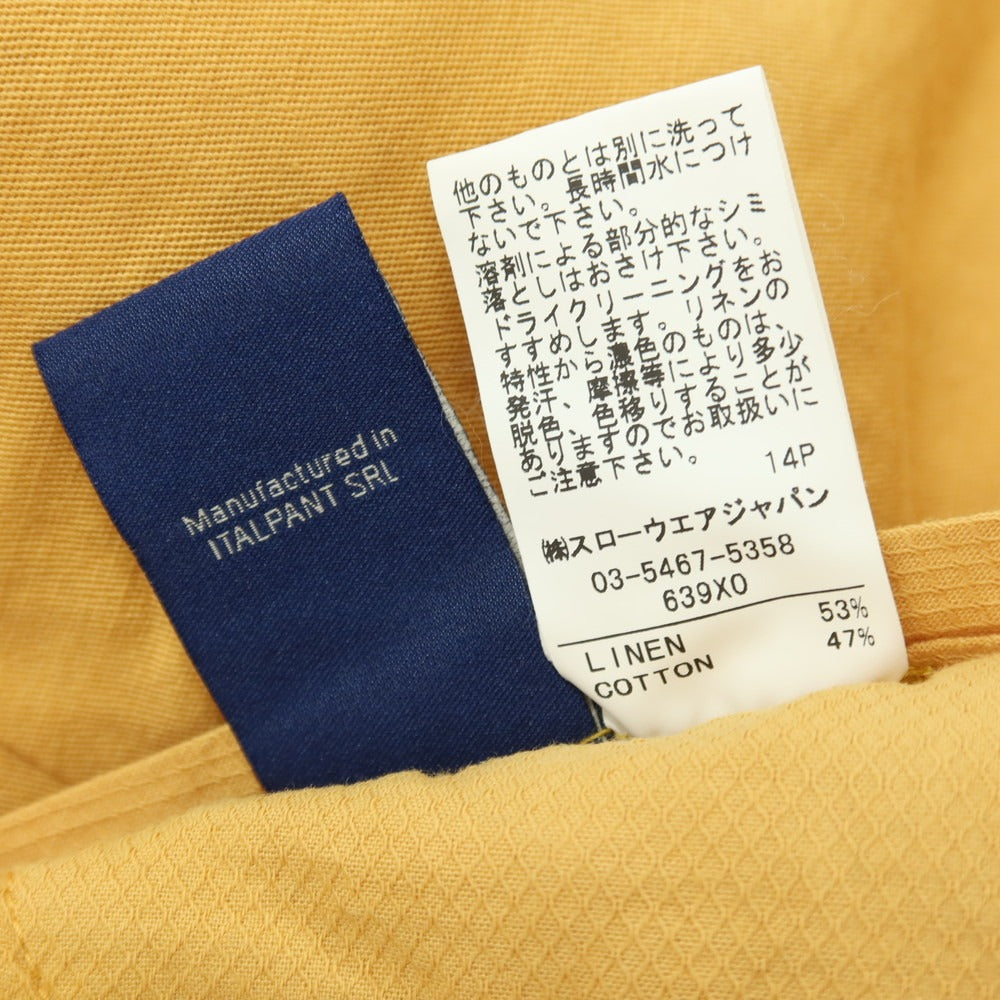 Manufactured in
ITALPANT SRL
他のものとは別に洗って
下さい。長時間水につけ
ないで下さい。
溶剤による部分的なシミ
落としはおさけ下さい。
ドライクリーニングをお
すすめします。リネンの
特性から濃色のものは、
発汗、摩擦等により多少
脱色、色移りすることが
ありますのでお取扱いに
ご注意下さい。
14P
㈱スローウエアジャパン
03-5467-5358
639X0
LINEN 53%
COTTON 47%